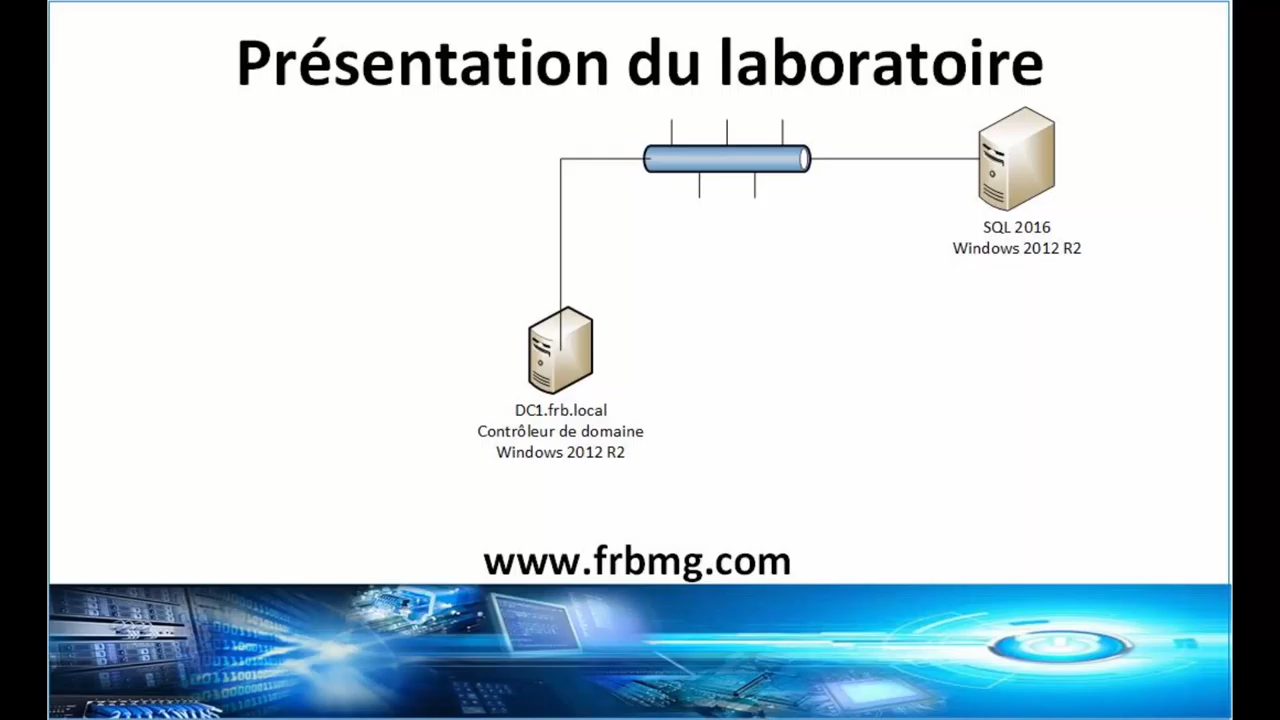 Présentation du laboratoire
SQL 2016
Windows 2012 R2
DC1.frb.local
Contrôleur de domaine
Windows 2012 R2
www.frbmg.com